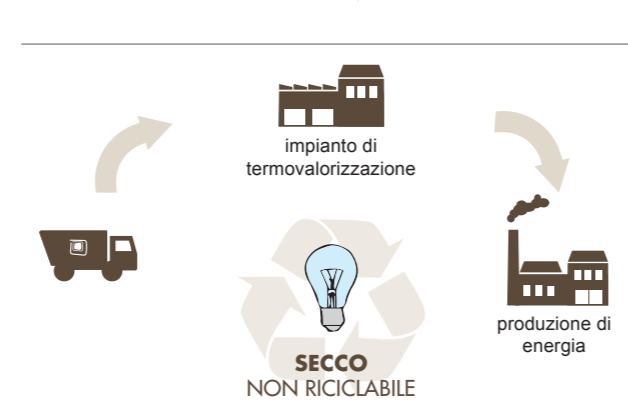 impianto di
termovalorizzazione
produzione di
energia
SECCO
NON RICICLABILE